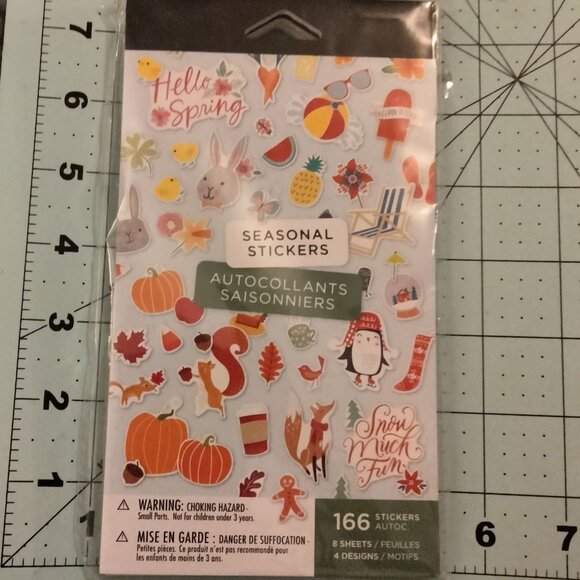 Hello
Spring
SEASONAL
STICKERS
AUTOCOLLANTS
SAISONNIERS
Snow
Much
Fun
WARNING: CHOKING HAZARD -
Small Parts. Not for children under 3 years.
MISE EN GARDE : DANGER DE SUFFOCATION -
Petites pièces. Ce produit n'est pas recommandé pour
les enfants de moins de 3 ans.
166 STICKERS
AUTOC.
8 SHEETS / FEUILLES
4 DESIGNS / MOTIFS
7
6
5
4
3
2
1
6
7